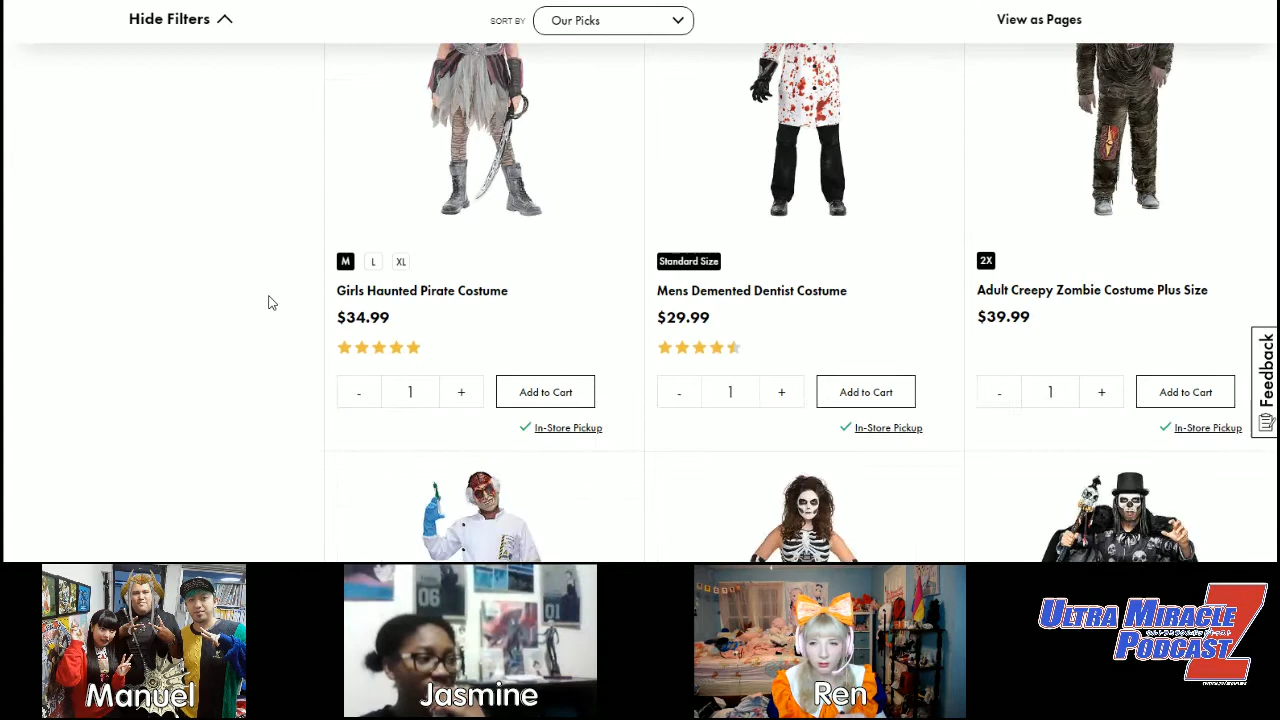 Hide Filters
SORT BY
Our Picks
View as Pages
M
L
XL
Girls Haunted Pirate Costume
$34.99
-
1
+
Add to Cart
In-Store Pickup
Standard Size
Mens Demented Dentist Costume
$29.99
-
1
+
Add to Cart
In-Store Pickup
2X
Adult Creepy Zombie Costume Plus Size
$39.99
-
1
+
Add to Cart
In-Store Pickup
Feedback
06
01
Manuel
Jasmine
Ren
ULTRA MIRACLE
PODCAST
Z